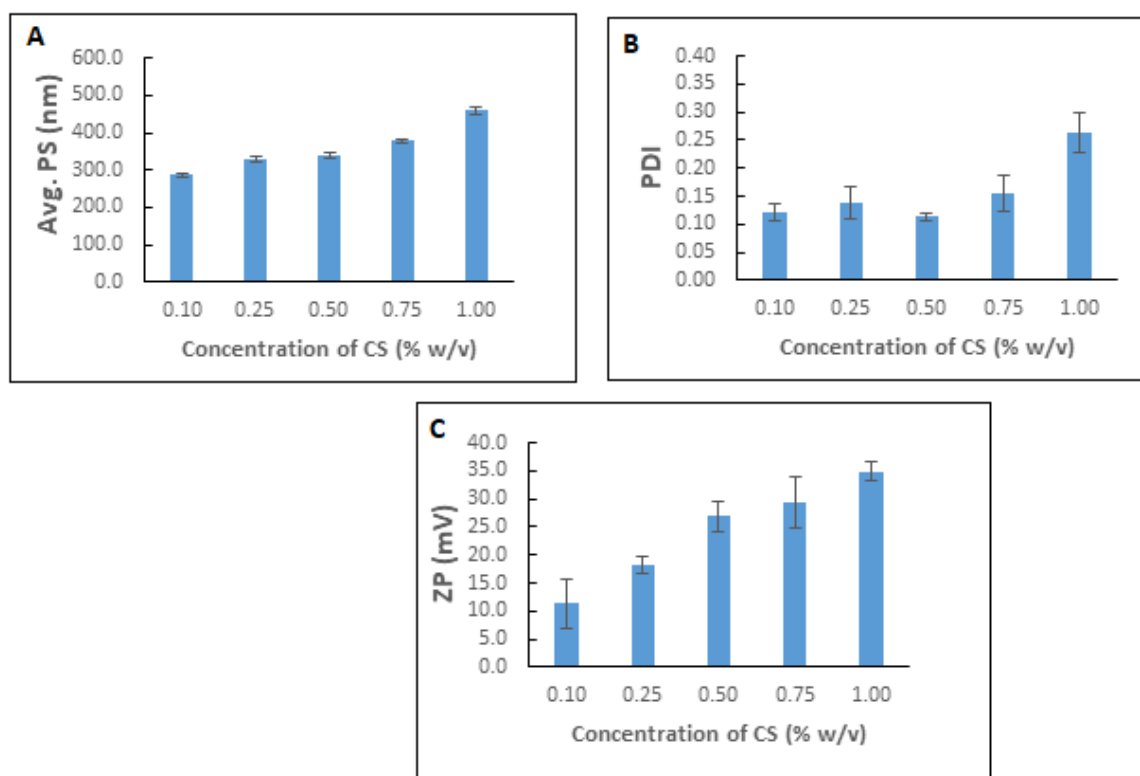 A
Avg. PS (nm)
600.0
500.0
400.0
300.0
200.0
100.0
0.0
0.10 0.25 0.50 0.75 1.00
Concentration of CS (% w/v)
B
PDI
0.40
0.35
0.30
0.25
0.20
0.15
0.10
0.05
0.00
0.10 0.25 0.50 0.75 1.00
Concentration of CS (% w/v)
C
ZP (mV)
40.0
35.0
30.0
25.0
20.0
15.0
10.0
5.0
0.0
0.10 0.25 0.50 0.75 1.00
Concentration of CS (% w/v)